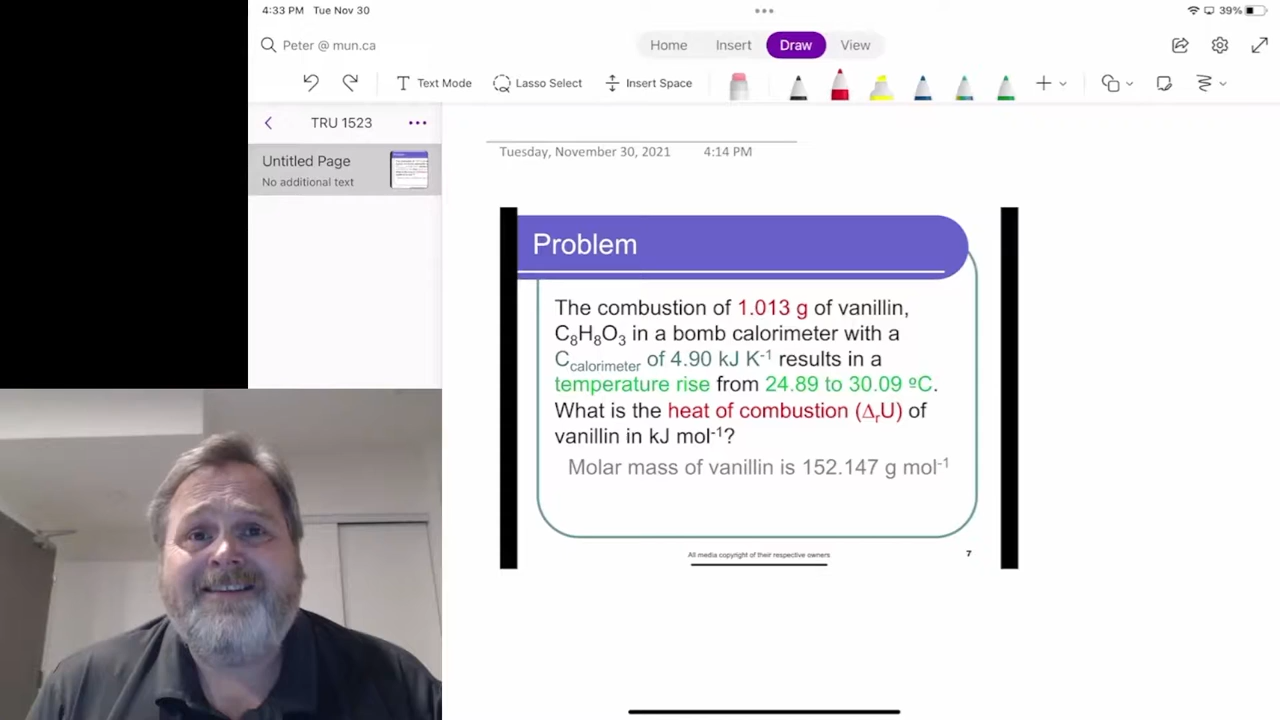 4:33 PM Tue Nov 30
39%
Peter @ mun.ca
Home Insert Draw View
Text Mode Lasso Select Insert Space
TRU 1523
Untitled Page
No additional text
Tuesday, November 30, 2021 4:14 PM
Problem
The combustion of 1.013 g of vanillin,
C₈H₈O₃ in a bomb calorimeter with a
C_calorimeter of 4.90 kJ K⁻¹ results in a
temperature rise from 24.89 to 30.09 ºC.
What is the heat of combustion (ΔᵣU) of
vanillin in kJ mol⁻¹?
Molar mass of vanillin is 152.147 g mol⁻¹
All media copyright of their respective owners
7